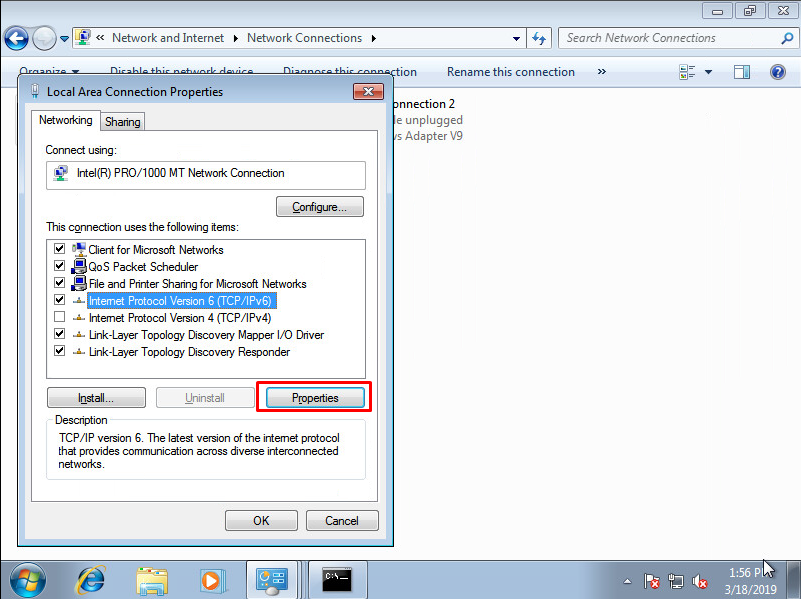 « Network and Internet Network Connections
Search Network Connections
Organize Disable this network device Diagnose this connection Rename this connection »
Local Area Connection Properties
onnection 2
le unplugged
ws Adapter V9
Networking Sharing
Connect using:
Intel(R) PRO/1000 MT Network Connection
Configure...
This connection uses the following items:
Client for Microsoft Networks
QoS Packet Scheduler
File and Printer Sharing for Microsoft Networks
Internet Protocol Version 6 (TCP/IPv6)
Internet Protocol Version 4 (TCP/IPv4)
Link-Layer Topology Discovery Mapper I/O Driver
Link-Layer Topology Discovery Responder
Install... Uninstall Properties
Description
TCP/IP version 6. The latest version of the internet protocol
that provides communication across diverse interconnected
networks.
OK Cancel
C:\
1:56 P
3/18/2019